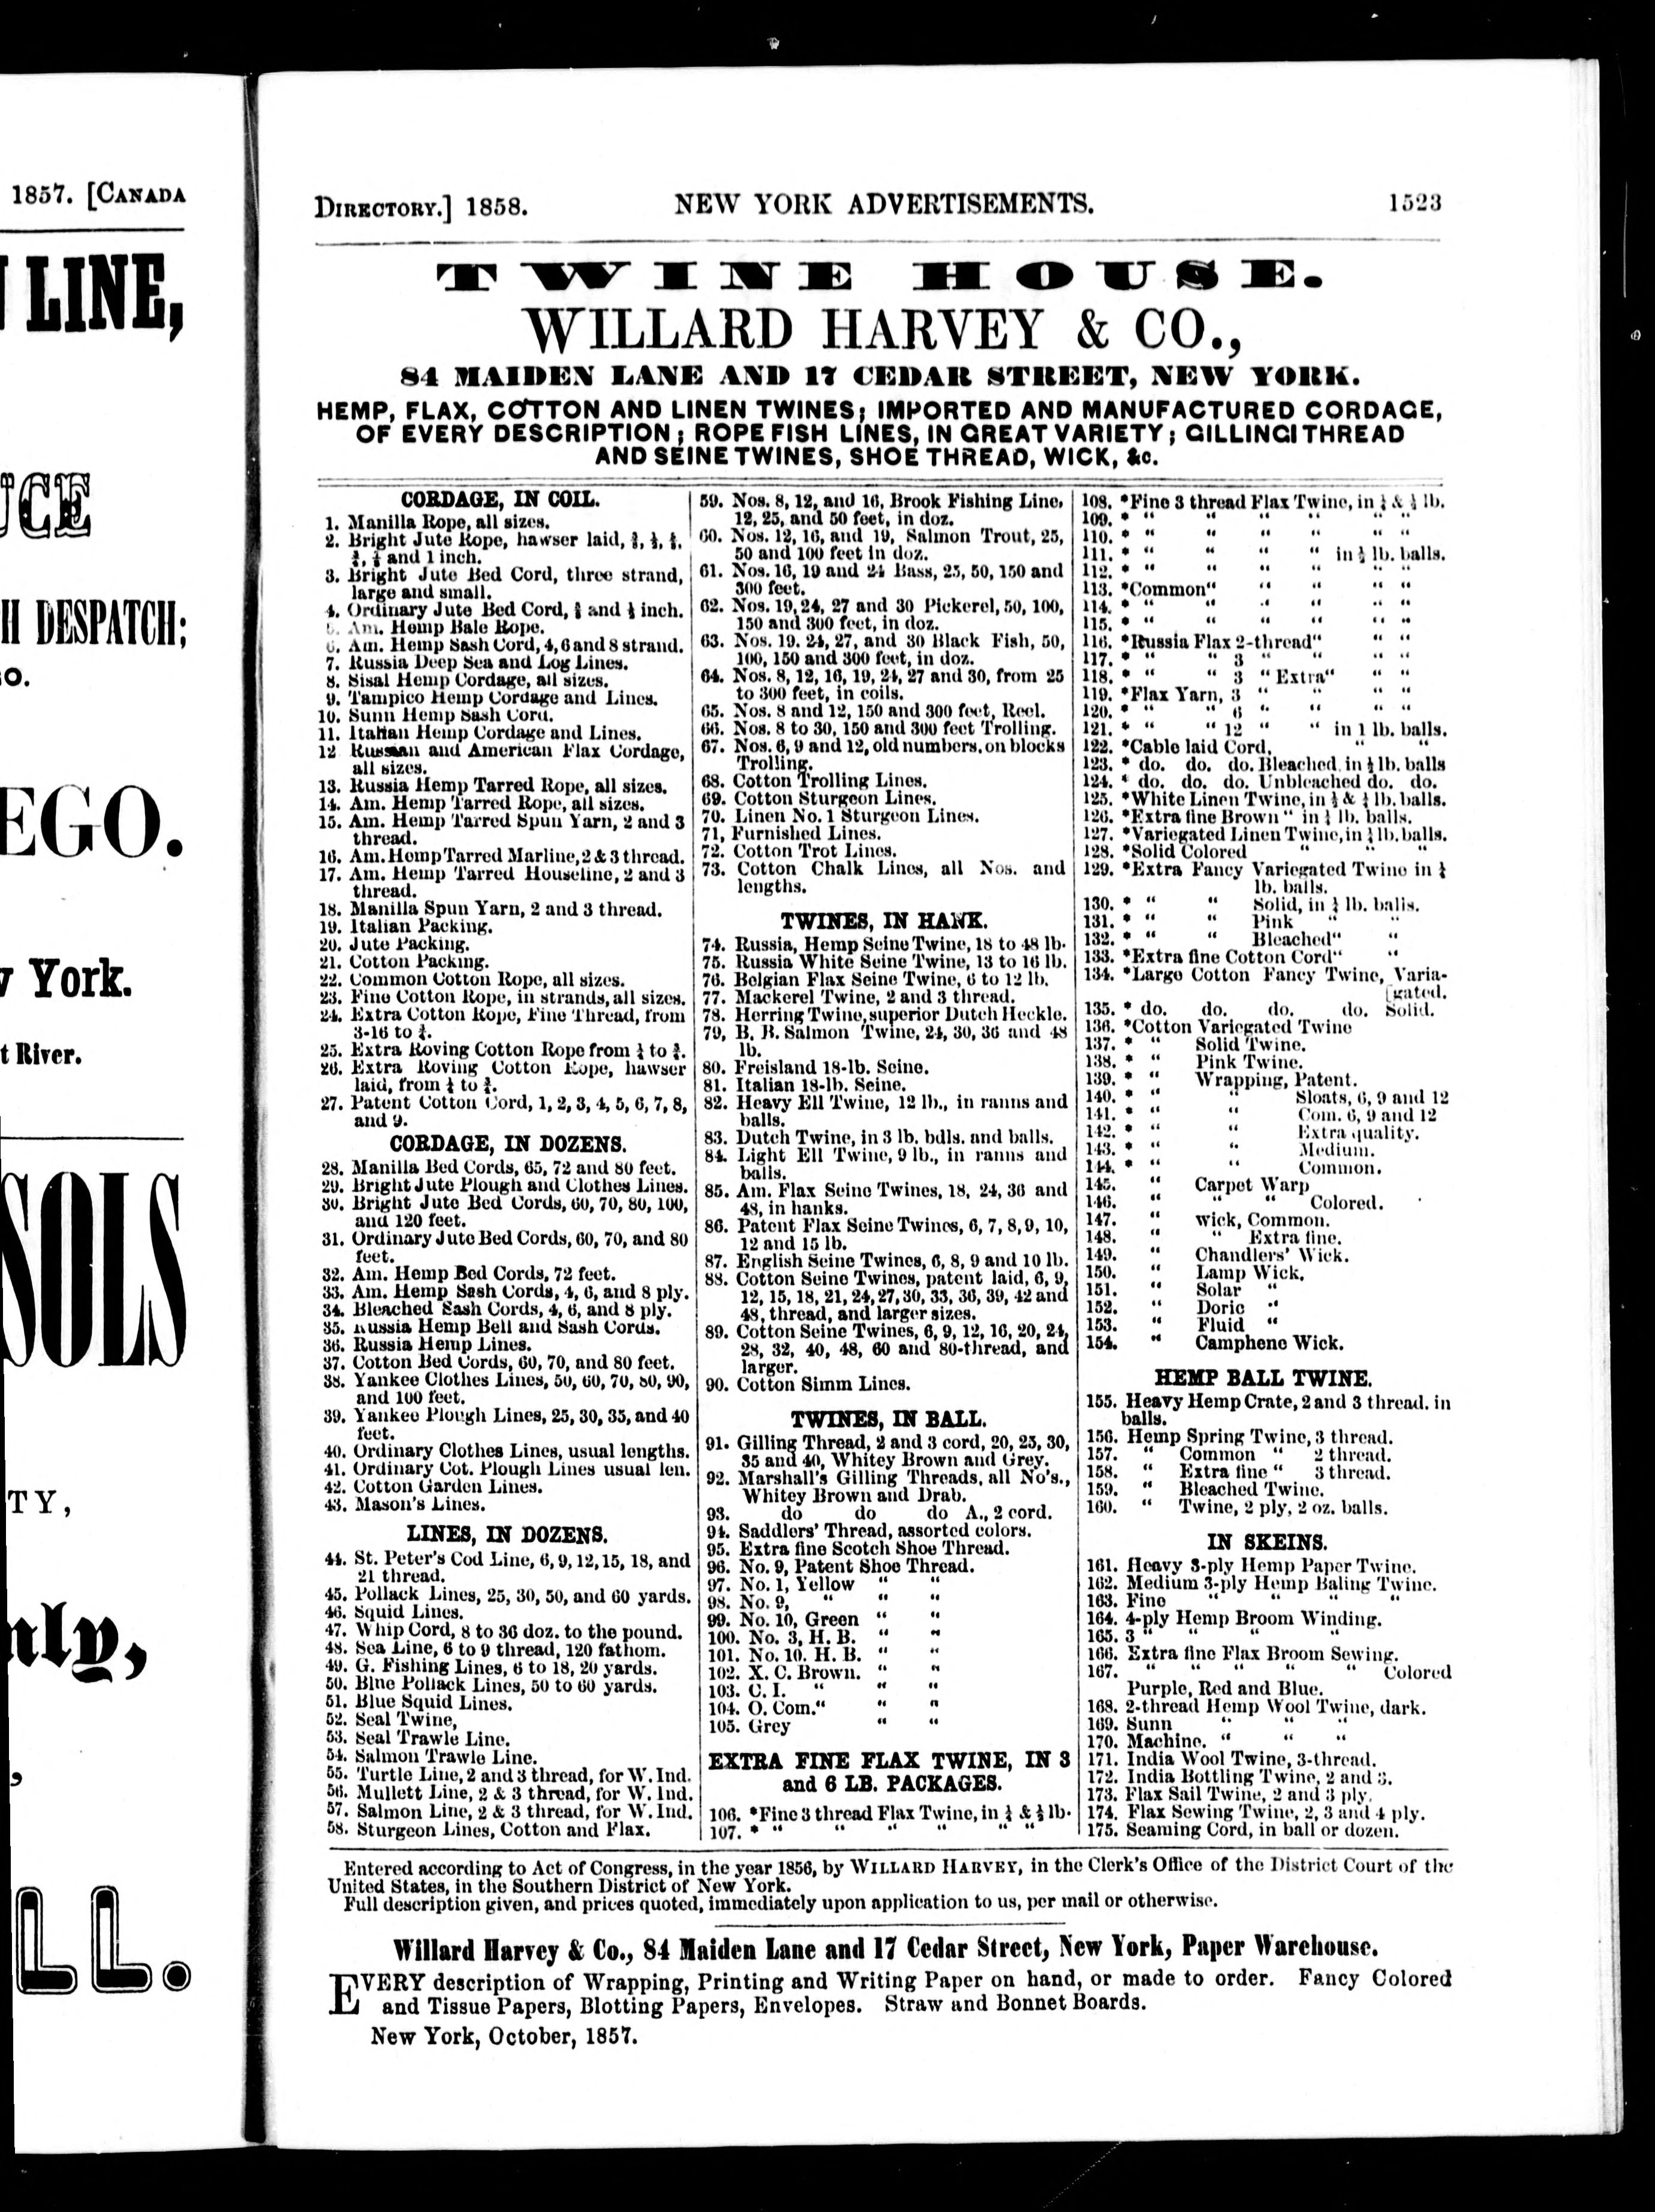 1857. [CANADA
LINE,
UCE
H DESPATCH;
GO.
EGO.
York.
t River.
SOLS
TY,
LL.
DIRECTORY.] 1858. NEW YORK ADVERTISEMENTS. 1523
TWINE HOUSE.
WILLARD HARVEY & CO.,
84 MAIDEN LANE AND 17 CEDAR STREET, NEW YORK.
HEMP, FLAX, COTTON AND LINEN TWINES; IMPORTED AND MANUFACTURED CORDAGE,
OF EVERY DESCRIPTION; ROPE FISH LINES, IN GREAT VARIETY; GILLING THREAD
AND SEINE TWINES, SHOE THREAD, WICK, &c.
CORDAGE, IN COIL.
1. Manilla Rope, all sizes.
2. Bright Jute Rope, hawser laid,
and 1 inch.
3. Bright Jute Bed Cord, three strand,
large and small.
4. Ordinary Jute Bed Cord, and inch.
5. Am. Hemp Bale Rope.
6. Am. Hemp Sash Cord, 4, 6 and 8 strand.
7. Russia Deep Sea and Log Lines.
8. Sisal Hemp Cordage, all sizes.
9. Tampico Hemp Cordage and Lines.
10. Sunn Hemp Sash Cord.
11. Italian Hemp Cordage and Lines.
12 Russian and American Flax Cordage,
all sizes.
13. Russia Hemp Tarred Rope, all sizes.
14. Am. Hemp Tarred Rope, all sizes.
15. Am. Hemp Tarred Spun Yarn, 2 and 3
thread.
16. Am. Hemp Tarred Marline, 2 & 3 thread.
17. Am. Hemp Tarred Houseline, 2 and 3
thread.
18. Manilla Spun Yarn, 2 and 3 thread.
19. Italian Packing.
20. Jute Packing.
21. Cotton Packing.
22. Common Cotton Rope, all sizes.
23. Fine Cotton Rope, in strands, all sizes.
24. Extra Cotton Rope, Fine Thread, from
3-16 to
25. Extra Roving Cotton Rope from to
26. Extra Roving Cotton Rope, hawser
laid, from to
27. Patent Cotton Cord, 1, 2, 3, 4, 5, 6, 7, 8,
and 9.
CORDAGE, IN DOZENS.
28. Manilla Bed Cords, 65, 72 and 80 feet.
29. Bright Jute Plough and Clothes Lines.
30. Bright Jute Bed Cords, 60, 70, 80, 100,
and 120 feet.
31. Ordinary Jute Bed Cords, 60, 70, and 80
feet.
32. Am. Hemp Bed Cords, 72 feet.
33. Am. Hemp Sash Cords, 4, 6, and 8 ply.
34. Bleached Sash Cords, 4, 6, and 8 ply.
35. Russia Hemp Bell and Sash Cords.
36. Russia Hemp Lines.
37. Cotton Bed Cords, 60, 70, and 80 feet.
38. Yankee Clothes Lines, 50, 60, 70, 80, 90,
and 100 feet.
39. Yankee Plough Lines, 25, 30, 35, and 40
feet.
40. Ordinary Clothes Lines, usual lengths.
41. Ordinary Cot. Plough Lines usual len.
42. Cotton Garden Lines.
43. Mason's Lines.
LINES, IN DOZENS.
44. St. Peter's Cod Line, 6, 9, 12, 15, 18, and
21 thread.
45. Pollack Lines, 25, 30, 50, and 60 yards.
46. Squid Lines.
47. Whip Cord, 8 to 36 doz. to the pound.
48. Sea Line, 6 to 9 thread, 120 fathom.
49. G. Fishing Lines, 6 to 18, 20 yards.
50. Blue Pollack Lines, 50 to 60 yards.
51. Blue Squid Lines.
52. Seal Twine,
53. Seal Trawle Line.
54. Salmon Trawle Line.
55. Turtle Line, 2 and 3 thread, for W. Ind.
56. Mullett Line, 2 & 3 thread, for W. Ind.
57. Salmon Line, 2 & 3 thread, for W. Ind.
58. Sturgeon Lines, Cotton and Flax.
59. Nos. 8, 12, and 16, Brook Fishing Line,
12, 25, and 50 feet, in doz.
60. Nos. 12, 16, and 19, Salmon Trout, 25,
50 and 100 feet in doz.
61. Nos. 16, 19 and 24 Bass, 25, 50, 150 and
300 feet.
62. Nos. 19, 24, 27 and 30 Pickerel, 50, 100,
150 and 300 feet, in doz.
63. Nos. 19. 24, 27, and 30 Black Fish, 50,
100, 150 and 300 feet, in doz.
64. Nos. 8, 12, 16, 19, 24, 27 and 30, from 25
to 300 feet, in coils.
65. Nos. 8 and 12, 150 and 300 feet, Reel.
66. Nos. 8 to 30, 150 and 300 feet Trolling.
67. Nos. 6, 9 and 12, old numbers, on blocks
Trolling.
68. Cotton Trolling Lines.
69. Cotton Sturgeon Lines.
70. Linen No. 1 Sturgeon Lines.
71, Furnished Lines.
72. Cotton Trot Lines.
73. Cotton Chalk Lines, all Nos. and
lengths.
TWINES, IN HANK.
74. Russia, Hemp Seine Twine, 18 to 48 lb.
75. Russia White Seine Twine, 13 to 16 lb.
76. Belgian Flax Seine Twine, 6 to 12 lb.
77. Mackerel Twine, 2 and 3 thread.
78. Herring Twine, superior Dutch Heckle.
79, B. B. Salmon Twine, 24, 30, 36 and 48
lb.
80. Freisland 18-lb. Seine.
81. Italian 18-lb. Seine.
82. Heavy Ell Twine, 12 lb., in ranns and
balls.
83. Dutch Twine, in 3 lb. bdls. and balls.
84. Light Ell Twine, 9 lb., in ranns and
balls.
85. Am. Flax Seine Twines, 18, 24, 36 and
48, in hanks.
86. Patent Flax Seine Twines, 6, 7, 8, 9, 10,
12 and 15 lb.
87. English Seine Twines, 6, 8, 9 and 10 lb.
88. Cotton Seine Twines, patent laid, 6, 9,
12, 15, 18, 21, 24, 27, 30, 33, 36, 39, 42 and
48, thread, and larger sizes.
89. Cotton Seine Twines, 6, 9, 12, 16, 20, 24,
28, 32, 40, 48, 60 and 80-thread, and
larger.
90. Cotton Simm Lines.
TWINES, IN BALL.
91. Gilling Thread, 2 and 3 cord, 20, 25, 30,
35 and 40, Whitey Brown and Grey.
92. Marshall's Gilling Threads, all No's.,
Whitey Brown and Drab.
93. do do do A., 2 cord.
94. Saddlers' Thread, assorted colors.
95. Extra fine Scotch Shoe Thread.
96. No. 9, Patent Shoe Thread.
97. No. 1, Yellow " "
98. No. 9, " " "
99. No. 10, Green " "
100. No. 3, H. B. " "
101. No. 10. H. B. " "
102. X. C. Brown. " "
103. C. I. " " "
104. O. Com. " " "
105. Grey " "
EXTRA FINE FLAX TWINE, IN 3
and 6 LB. PACKAGES.
106. *Fine 3 thread Flax Twine, in & lb.
107. * " " " " " "
108. *Fine 3 thread Flax Twine, in & lb.
109. * " " " " " "
110. * " " " " " "
111. * " " " " in lb. balls.
112. * " " " " " "
113. *Common " " " " "
114. * " " " " " "
115. * " " " " " "
116. *Russia Flax 2-thread " " "
117. * " " 3 " " " "
118. * " " 3 " Extra " " "
119. *Flax Yarn, 3 " " " "
120. * " " 6 " " " "
121. * " " 12 " " in 1 lb. balls.
122. *Cable laid Cord, " "
123. * do. do. do. Bleached, in lb. balls
124. * do. do. do. Unbleached do. do.
125. *White Linen Twine, in & lb. balls.
126. *Extra fine Brown " in lb. balls.
127. *Variegated Linen Twine, in lb. balls.
128. *Solid Colored " " "
129. *Extra Fancy Variegated Twine in
lb. balls.
130. * " " Solid, in lb. balls.
131. * " " Pink " "
132. * " " Bleached " "
133. *Extra fine Cotton Cord " "
134. *Large Cotton Fancy Twine, Varia-
[gated.
135. * do. do. do. do. Solid.
136. *Cotton Variegated Twine
137. * " Solid Twine.
138. * " Pink Twine.
139. * " Wrapping, Patent.
140. * " " Sloats, 6, 9 and 12
141. * " " Com. 6, 9 and 12
142. * " " Extra quality.
143. * " " Medium.
144. * " " Common.
145. " Carpet Warp
146. " " " Colored.
147. " Wick, Common.
148. " " Extra fine.
149. " Chandlers' Wick.
150. " Lamp Wick.
151. " Solar "
152. " Doric "
153. " Fluid "
154. " Camphene Wick.
HEMP BALL TWINE.
155. Heavy Hemp Crate, 2 and 3 thread. in
balls.
156. Hemp Spring Twine, 3 thread.
157. " Common " 2 thread.
158. " Extra fine " 3 thread.
159. " Bleached Twine.
160. " Twine, 2 ply, 2 oz. balls.
IN SKEINS.
161. Heavy 3-ply Hemp Paper Twine.
162. Medium 3-ply Hemp Baling Twine.
163. Fine " " " "
164. 4-ply Hemp Broom Winding.
165. 3 " " " "
166. Extra fine Flax Broom Sewing.
167. " " " " " Colored
Purple, Red and Blue.
168. 2-thread Hemp Wool Twine, dark.
169. Sunn " " "
170. Machine. " " "
171. India Wool Twine, 3-thread.
172. India Bottling Twine, 2 and 3.
173. Flax Sail Twine, 2 and 3 ply.
174. Flax Sewing Twine, 2, 3 and 4 ply.
175. Seaming Cord, in ball or dozen.
Entered according to Act of Congress, in the year 1856, by WILLARD HARVEY, in the Clerk's Office of the District Court of the
United States, in the Southern District of New York.
Full description given, and prices quoted, immediately upon application to us, per mail or otherwise.
Willard Harvey & Co., 84 Maiden Lane and 17 Cedar Street, New York, Paper Warehouse.
EVERY description of Wrapping, Printing and Writing Paper on hand, or made to order. Fancy Colored
and Tissue Papers, Blotting Papers, Envelopes. Straw and Bonnet Boards.
New York, October, 1857.